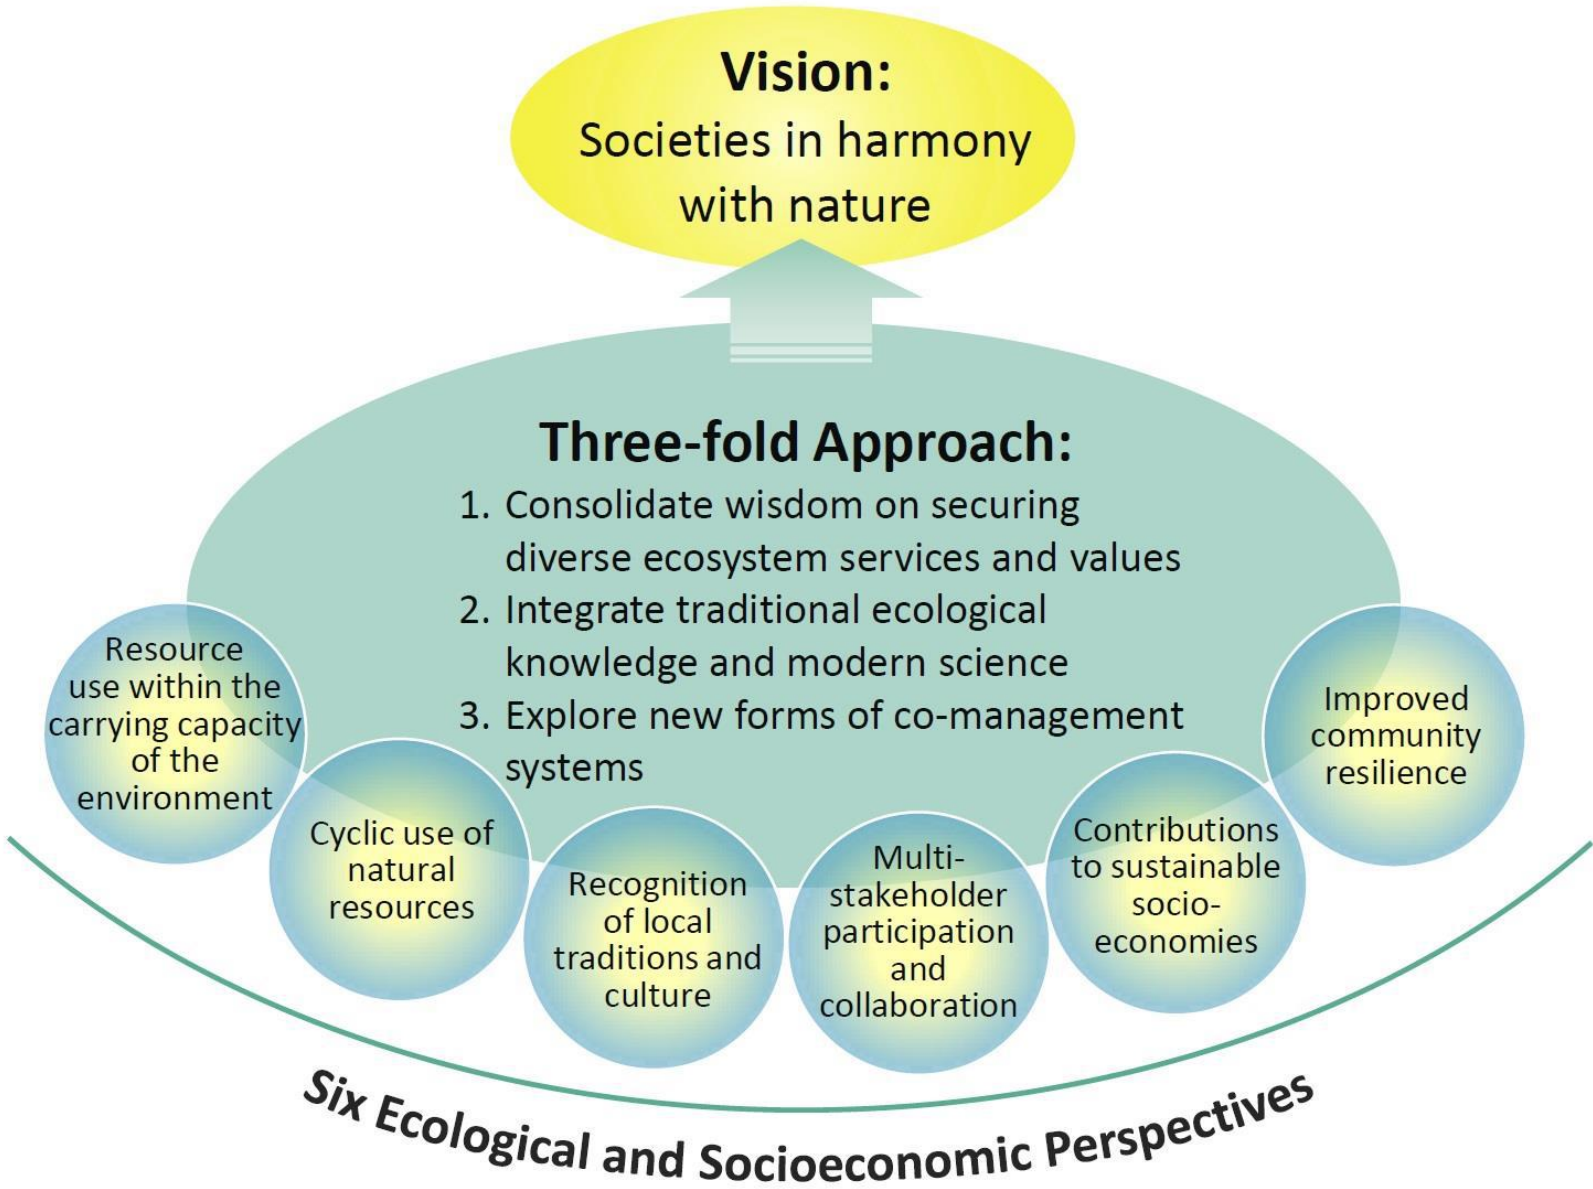 Vision:
Societies in harmony
with nature
Three-fold Approach:
1. Consolidate wisdom on securing
diverse ecosystem services and values
2. Integrate traditional ecological
knowledge and modern science
3. Explore new forms of co-management
systems
Resource
use within the
carrying capacity
of the
environment
Cyclic use of
natural
resources
Recognition
of local
traditions and
culture
Multi-
stakeholder
participation
and
collaboration
Contributions
to sustainable
socio-
economies
Improved
community
resilience
Six Ecological and Socioeconomic Perspectives